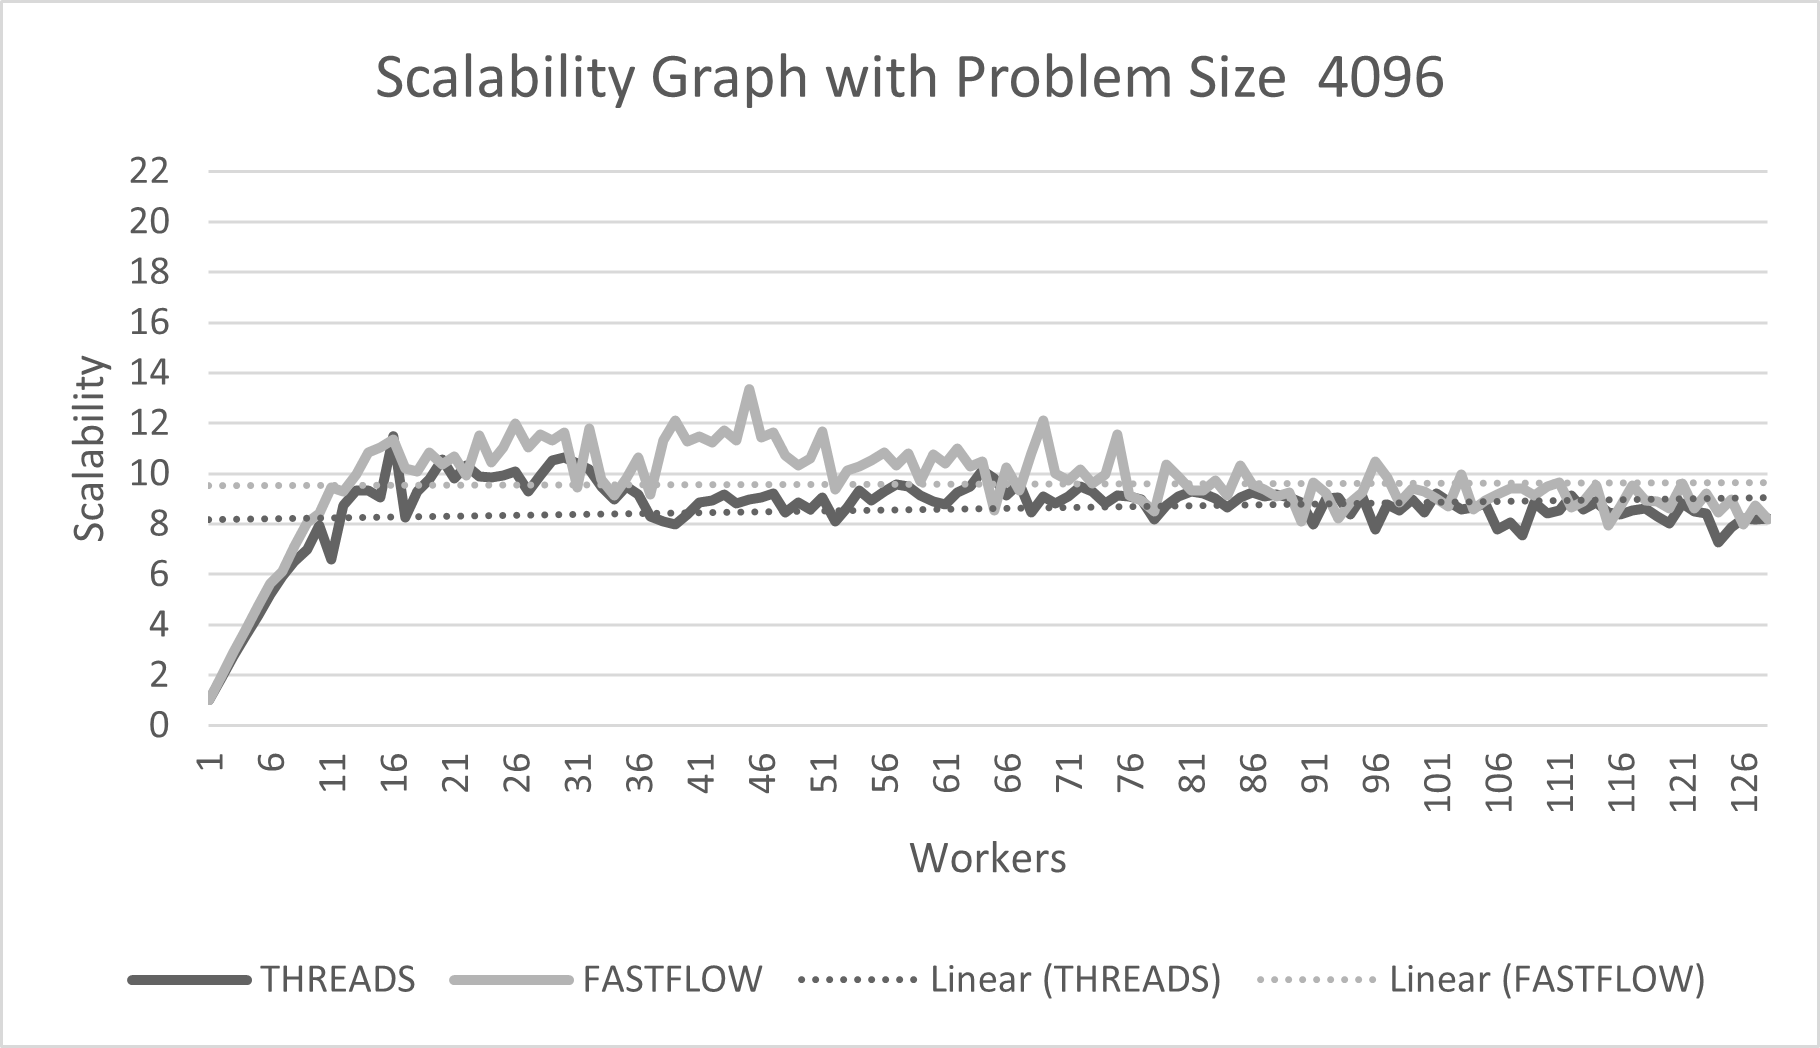 Scalability Graph with Problem Size  4096
22
20
18
16
14
12
10
8
6
4
2
0
Scalability
1 6 11 16 21 26 31 36 41 46 51 56 61 66 71 76 81 86 91 96 101 106 111 116 121 126
Workers
THREADS FASTFLOW Linear (THREADS) Linear (FASTFLOW)